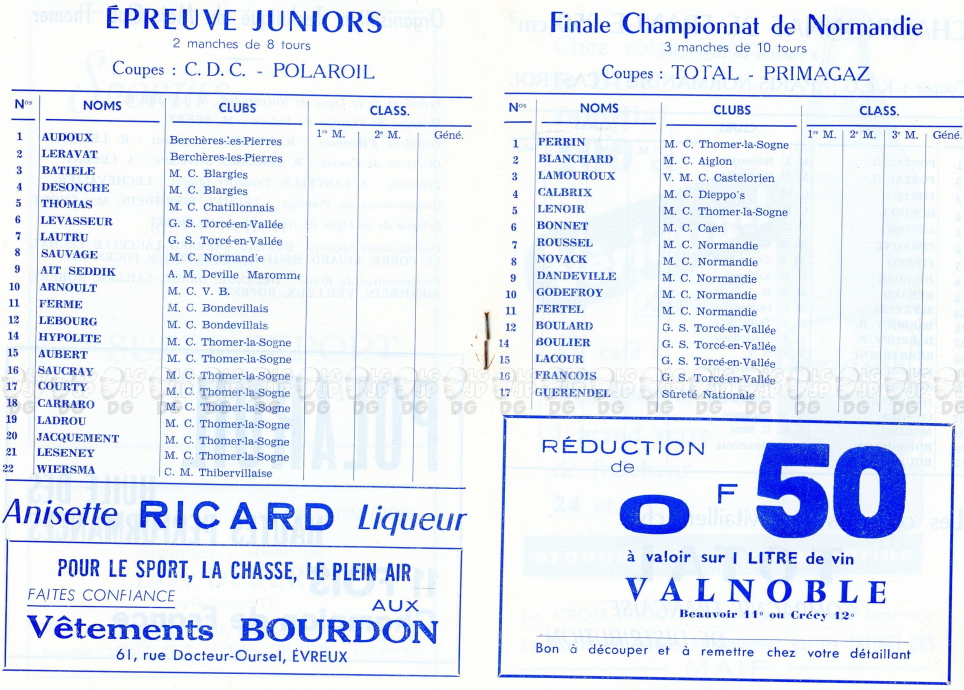 ÉPREUVE JUNIORS
2 manches de 8 tours
Coupes : C. D. C. - POLAROIL
Nos NOMS CLUBS CLASS.
1re M. 2e M. Géné.
1 AUDOUX Berchères-les-Pierres
2 LERAVAT Berchères-les-Pierres
3 BATIELE M. C. Blargies
4 DESONCHE M. C. Blargies
5 THOMAS M. C. Chatillonnais
6 LEVASSEUR G. S. Torcé-en-Vallée
7 LAUTRU G. S. Torcé-en-Vallée
8 SAUVAGE M. C. Normand'e
9 AIT SEDDIK A. M. Deville Maromme
10 ARNOULT M. C. V. B.
11 FERME M. C. Bondevillais
12 LEBOURG M. C. Bondevillais
14 HYPOLITE M. C. Thomer-la-Sogne
15 AUBERT M. C. Thomer-la-Sogne
16 SAUCRAY M. C. Thomer-la-Sogne
17 COURTY M. C. Thomer-la-Sogne
18 CARRARO M. C. Thomer-la-Sogne
19 LADROU M. C. Thomer-la-Sogne
20 JACQUEMENT M. C. Thomer-la-Sogne
21 LESENEY M. C. Thomer-la-Sogne
22 WIERSMA C. M. Thibervillaise
Anisette RICARD Liqueur
POUR LE SPORT, LA CHASSE, LE PLEIN AIR
FAITES CONFIANCE
AUX
Vêtements BOURDON
61, rue Docteur-Oursel, ÉVREUX
Finale Championnat de Normandie
3 manches de 10 tours
Coupes : TOTAL - PRIMAGAZ
Nos NOMS CLUBS CLASS.
1re M. 2e M. 3e M. Géné.
1 PERRIN M. C. Thomer-la-Sogne
2 BLANCHARD M. C. Aiglon
3 LAMOUROUX V. M. C. Castelorien
4 CALBRIX M. C. Dieppo's
5 LENOIR M. C. Thomer-la-Sogne
6 BONNET M. C. Caen
7 ROUSSEL M. C. Normandie
8 NOVACK M. C. Normandie
9 DANDEVILLE M. C. Normandie
10 GODEFROY M. C. Normandie
11 FERTEL M. C. Normandie
12 BOULARD G. S. Torcé-en-Vallée
14 BOULIER G. S. Torcé-en-Vallée
15 LACOUR G. S. Torcé-en-Vallée
16 FRANCOIS G. S. Torcé-en-Vallée
17 GUERENDEL Sûreté Nationale
RÉDUCTION
de
0 F 50
à valoir sur 1 LITRE de vin
VALNOBLE
Beauvoir 11° ou Crécy 12°
Bon à découper et à remettre chez votre détaillant